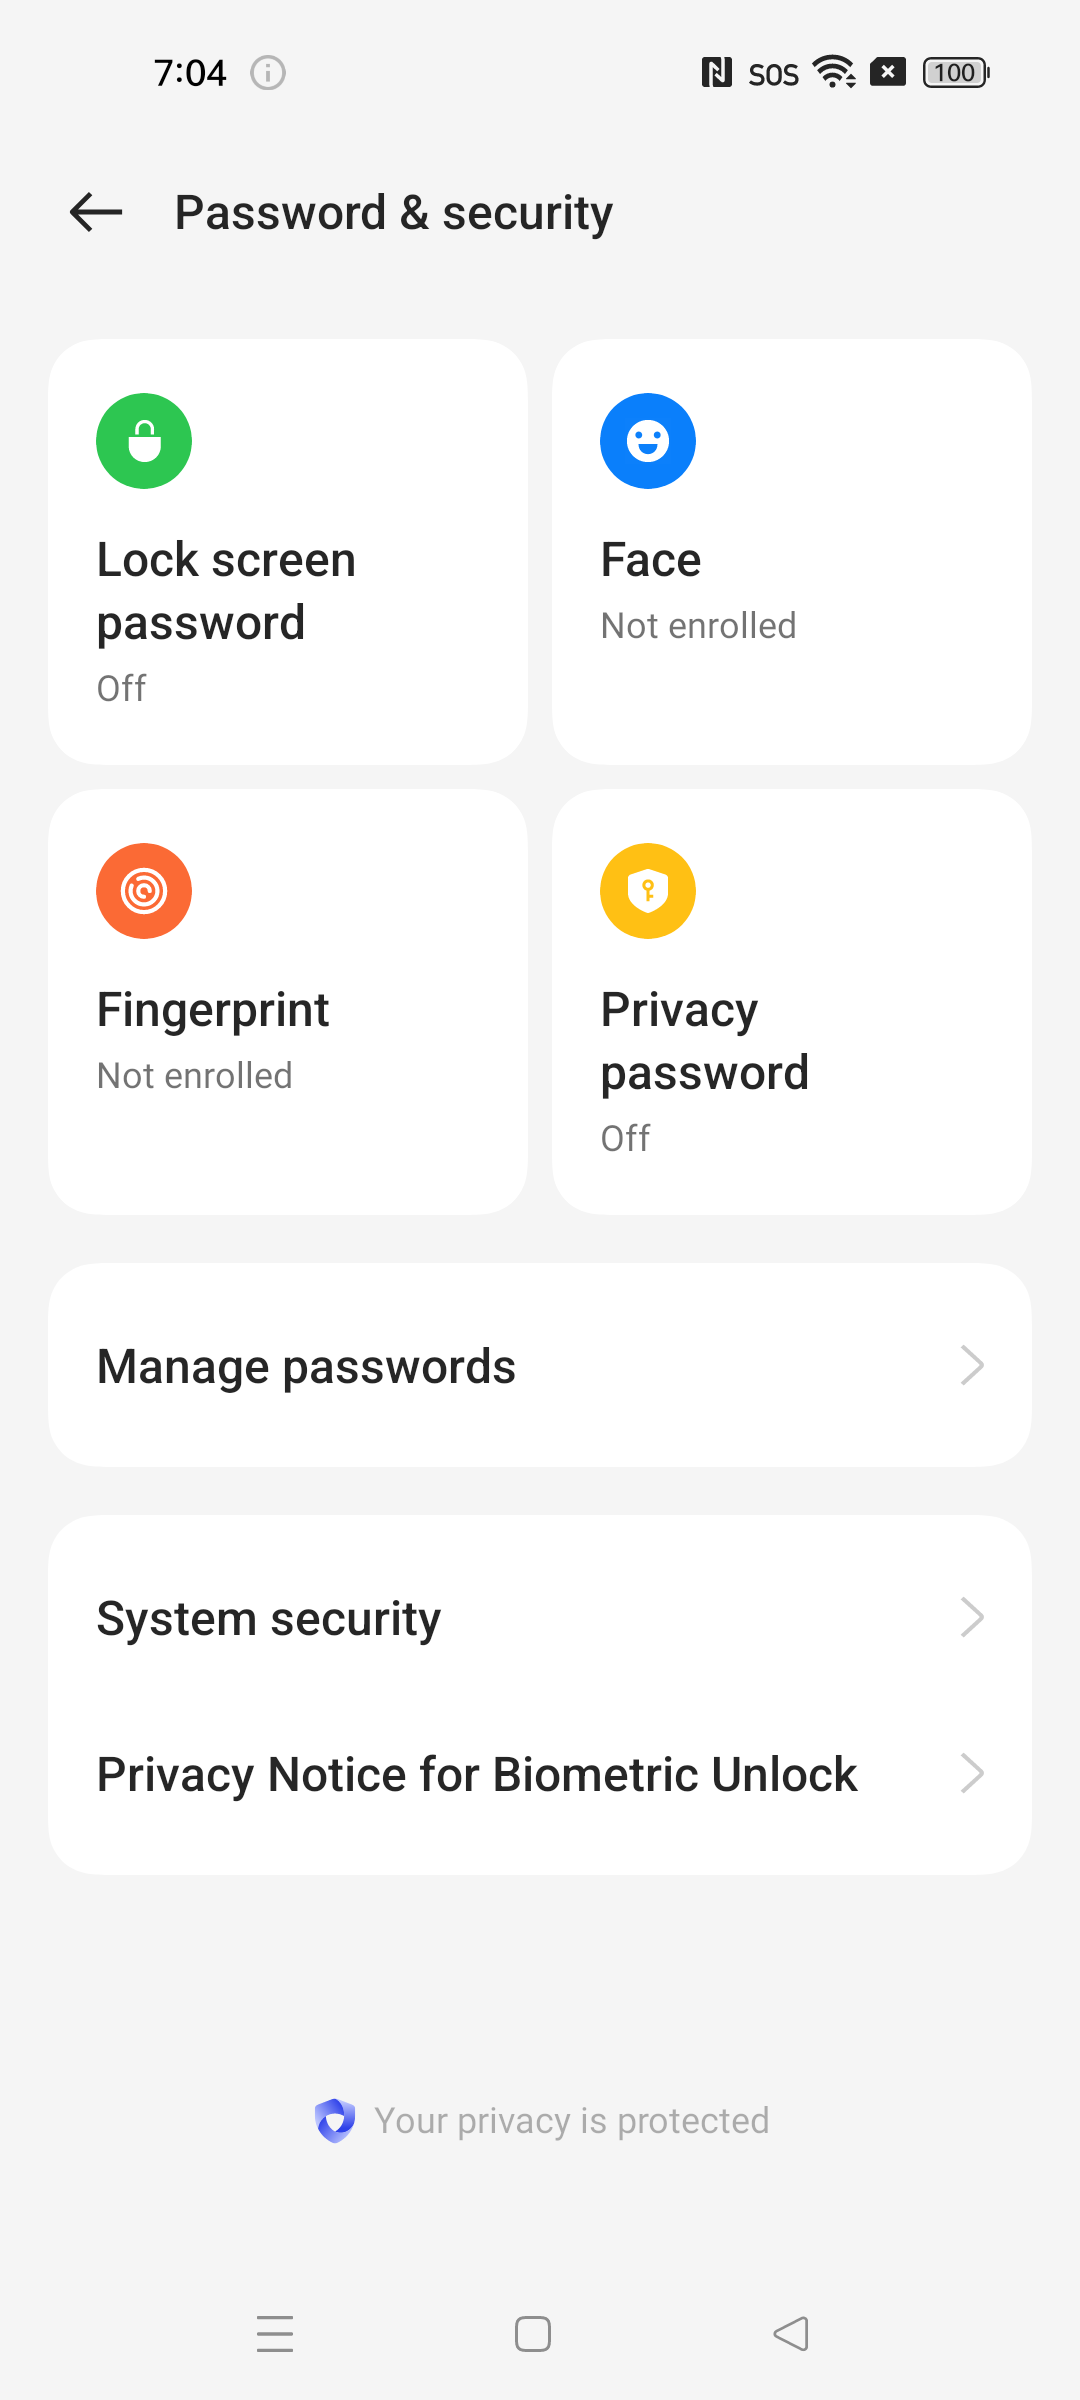 7:04 SOS 100
Password & security
Lock screen
password
Off
Face
Not enrolled
Fingerprint
Not enrolled
Privacy
password
Off
Manage passwords
System security
Privacy Notice for Biometric Unlock
Your privacy is protected